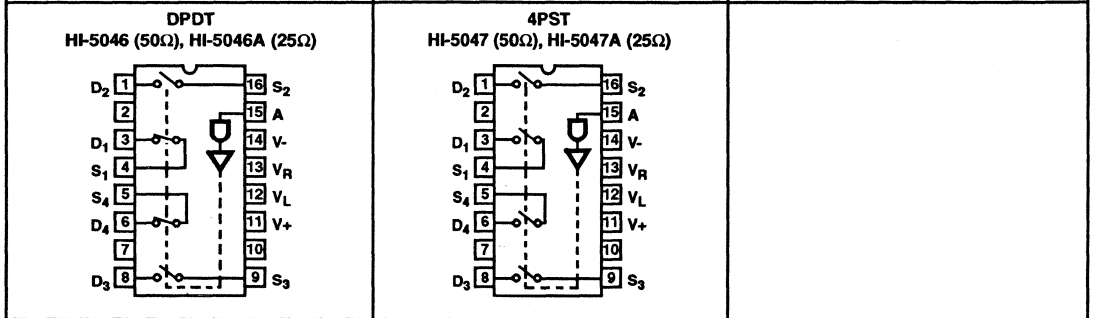 DPDT
HI-5046 (50Ω), HI-5046A (25Ω)
D2 1 16 S2
2 15 A
D1 3 14 V-
S1 4 13 VR
S4 5 12 VL
D4 6 11 V+
7 10
D3 8 9 S3
4PST
HI-5047 (50Ω), HI-5047A (25Ω)
D2 1 16 S2
2 15 A
D1 3 14 V-
S1 4 13 VR
S4 5 12 VL
D4 6 11 V+
7 10
D3 8 9 S3